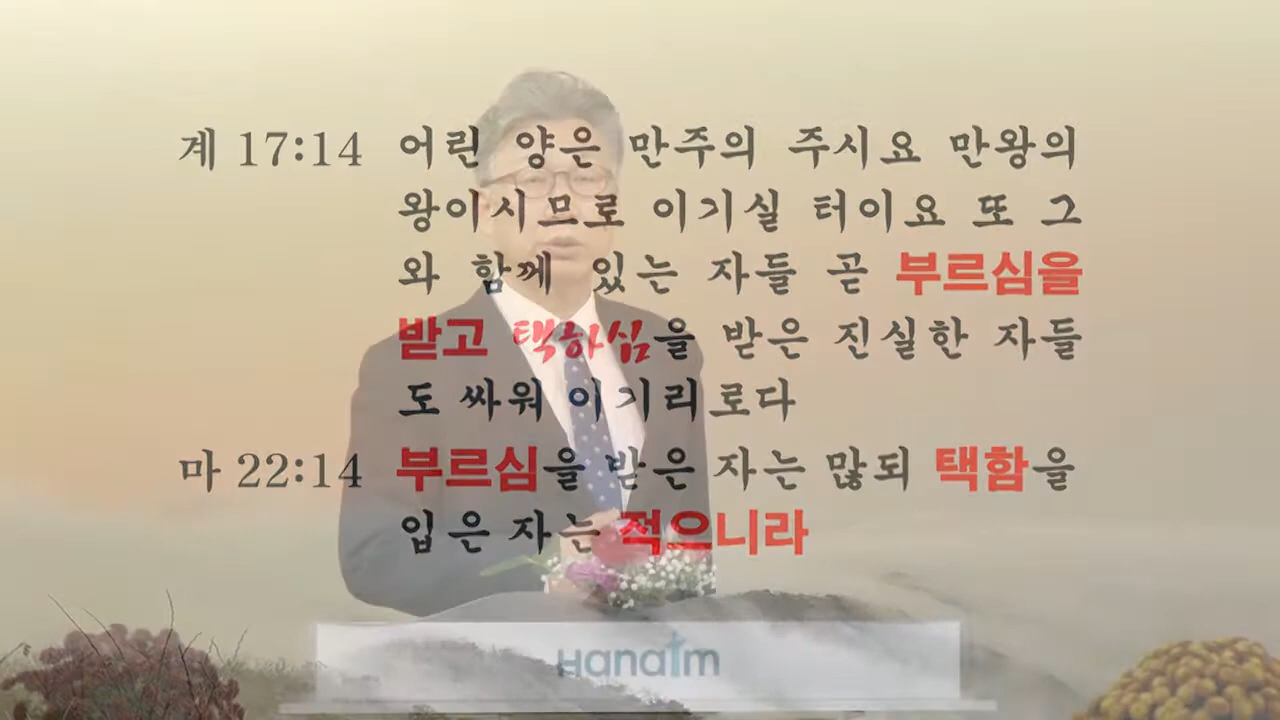 계 17:14 어린 양은 만주의 주시요 만왕의
왕이시므로 이기실 터이요 또 그
와 함께 있는 자들 곧 부르심을
받고 택하심을 받은 진실한 자들
도 싸워 이기리로다
마 22:14 부르심을 받은 자는 많되 택함을
입은 자는 적으니라
Hanaim